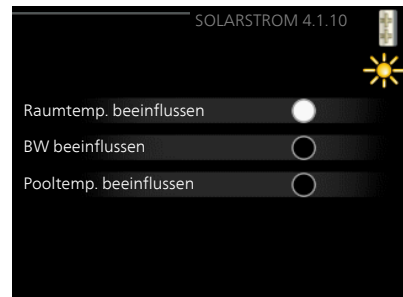 SOLARSTROM 4.1.10
Raumtemp. beeinflussen
BW beeinflussen
Pooltemp. beeinflussen